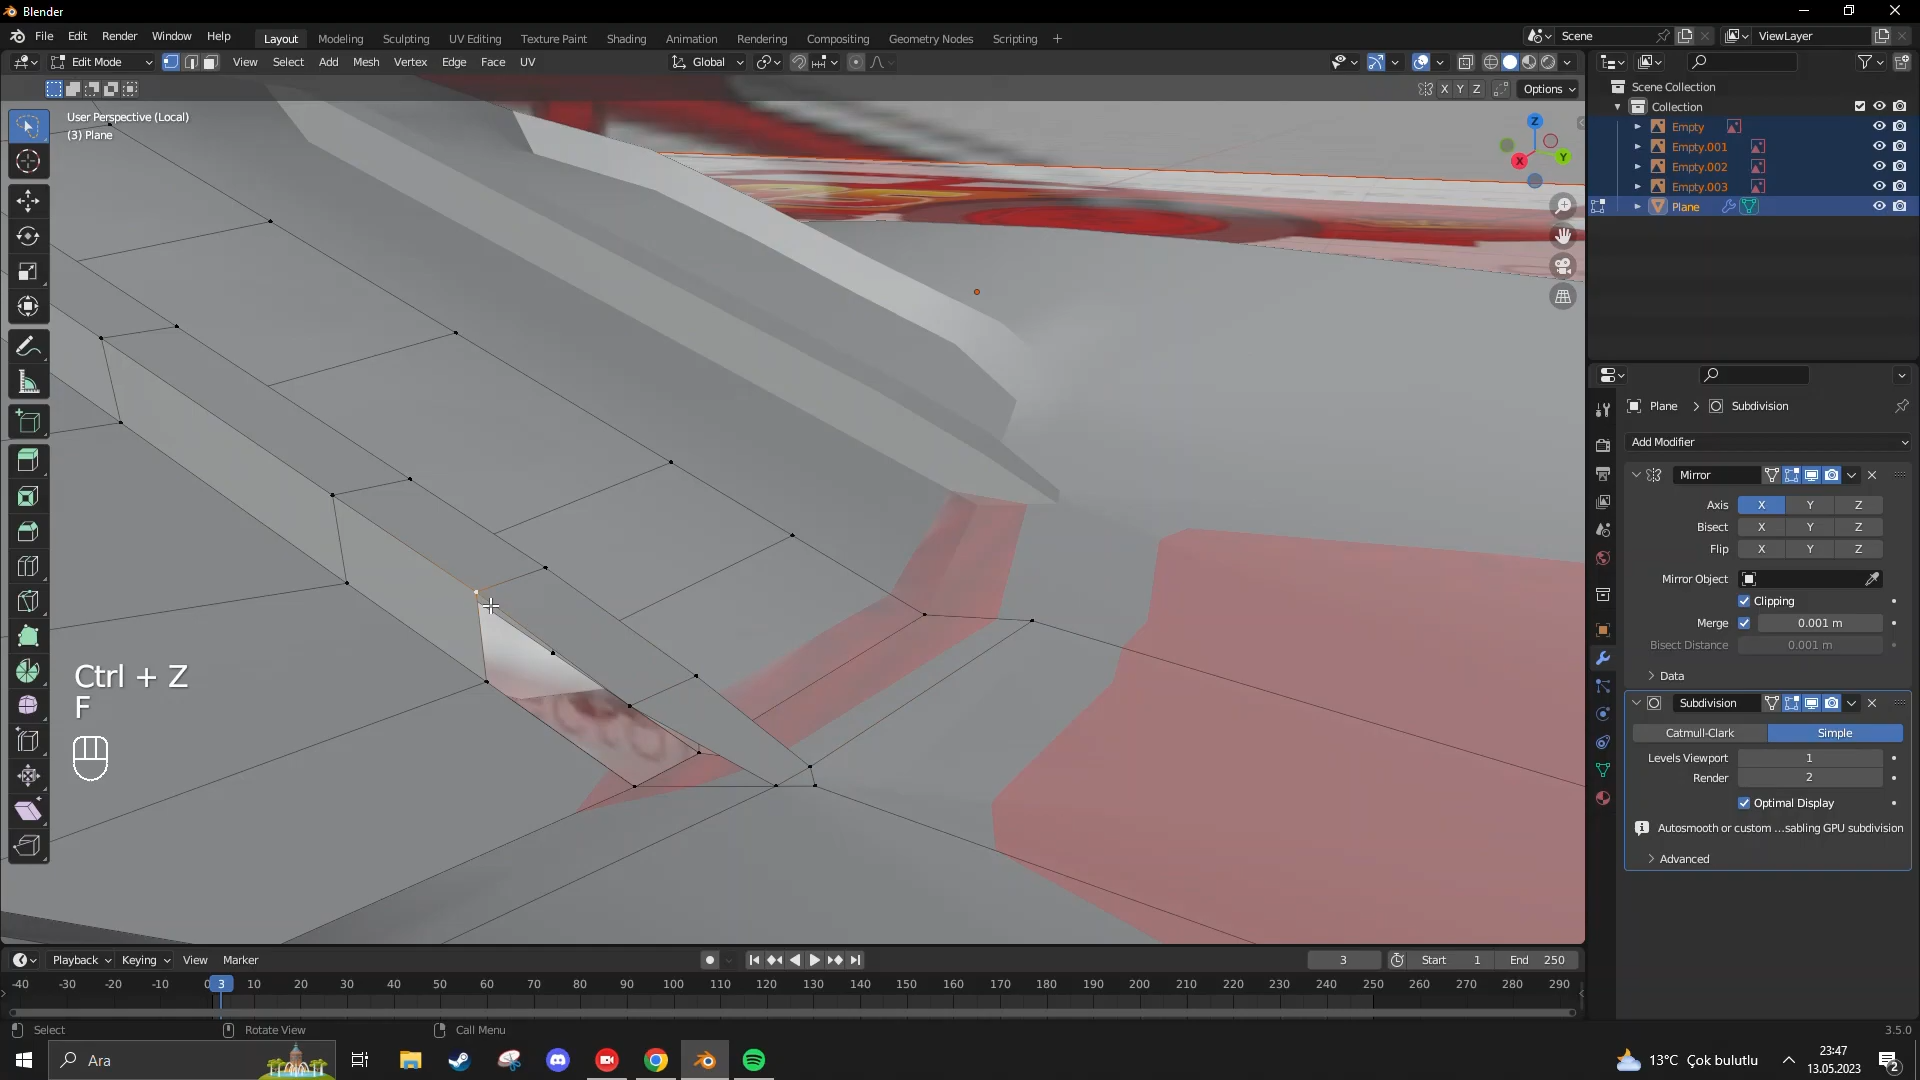 Blender
File Edit Render Window Help
Layout Modeling Sculpting UV Editing Texture Paint Shading Animation Rendering Compositing Geometry Nodes Scripting +
Scene
ViewLayer
Edit Mode View Select Add Mesh Vertex Edge Face UV
Global
X Y Z Options
User Perspective (Local)
(3) Plane
Z
Y
X
Scene Collection
Collection
Empty
Empty.001
Empty.002
Empty.003
Plane
Plane > Subdivision
Add Modifier
Mirror
Axis X Y Z
Bisect X Y Z
Flip X Y Z
Mirror Object
Clipping
Merge 0.001 m
Bisect Distance 0.001 m
Data
Subdivision
Catmull-Clark Simple
Levels Viewport 1
Render 2
Optimal Display
Autosmooth or custom ...sabling GPU subdivision
Advanced
Ctrl + Z
F
Playback Keying View Marker
3 Start 1 End 250
-40 -30 -20 -10 0 3 10 20 30 40 50 60 70 80 90 100 110 120 130 140 150 160 170 180 190 200 210 220 230 240 250 260 270 280 290
Select Rotate View Call Menu
3.5.0
Ara
13°C Çok bulutlu
23:47
13.05.2023
2